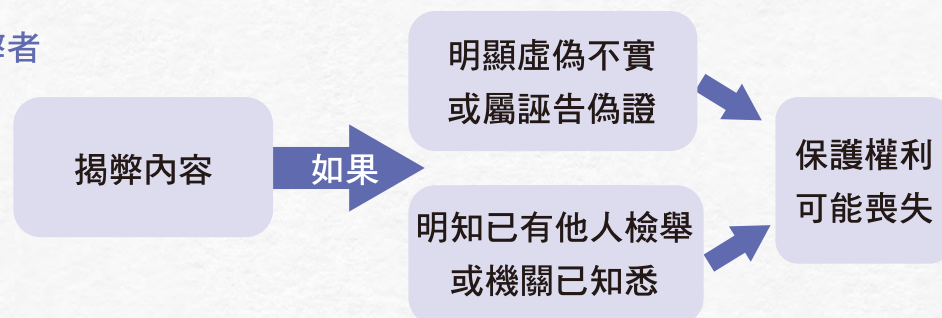 者
明顯虛偽不實
或屬誣告偽證
揭弊內容
如果
保護權利
可能喪失
明知已有他人檢舉
或機關已知悉